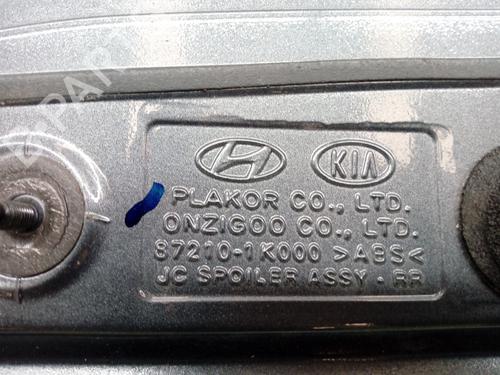 KIA
PLAKOR CO., LTD.
ONZIGOO CO., LTD.
87210-1K000 >ABS<
JC SPOILER ASSY - RR